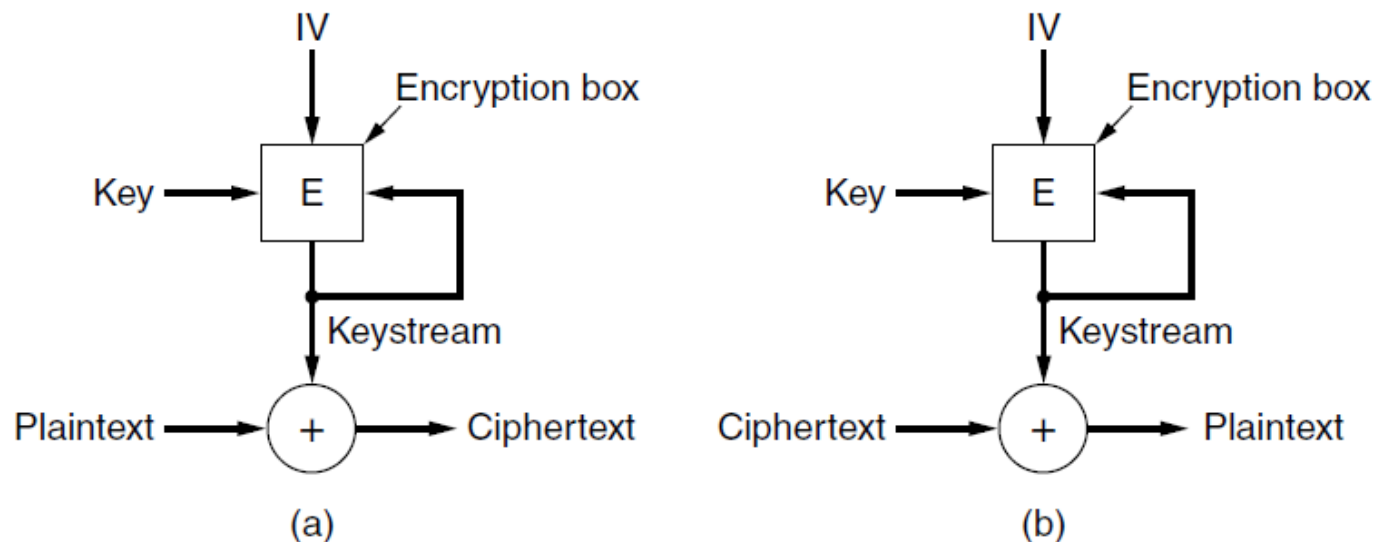 IV
Encryption box
Key
E
Keystream
Plaintext
+
Ciphertext
(a)
IV
Encryption box
Key
E
Keystream
Ciphertext
+
Plaintext
(b)